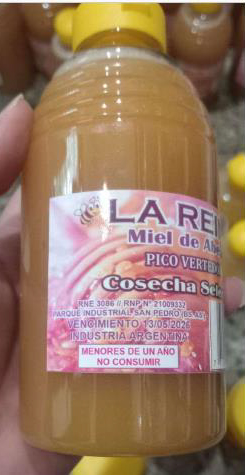 LA REI
Miel de Ab
PICO VERTED
Cosecha Sele
RNE 3086 // RNP N° 21009332
PARQUE INDUSTRIAL SAN PEDRO (BS. AS.)
VENCIMIENTO 13/05/2026
INDUSTRIA ARGENTINA
MENORES DE UN AÑO
NO CONSUMIR